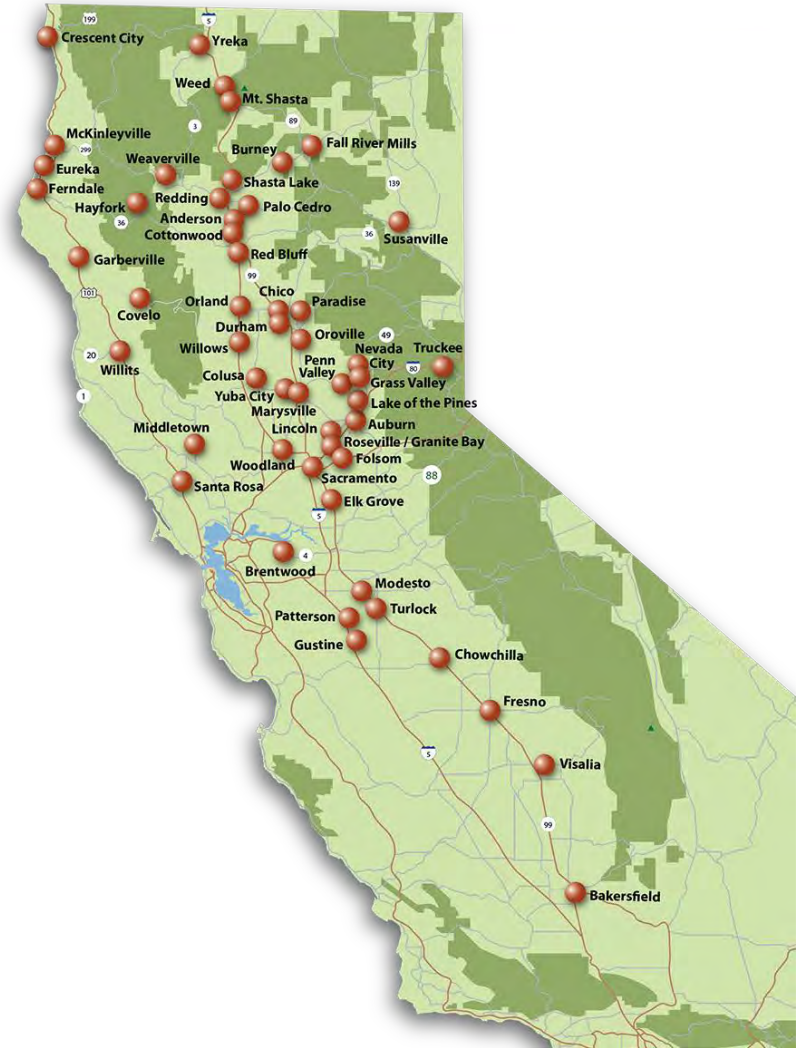 199
5
Crescent City
Yreka
Weed
Mt. Shasta
3
89
McKinleyville
299
Burney
Fall River Mills
Weaverville
Eureka
Shasta Lake
139
Ferndale
Redding
Hayfork
Palo Cedro
Anderson
36
Cottonwood
36
Susanville
Red Bluff
Garberville
99
101
Chico
Orland
Paradise
Covelo
Durham
49
Oroville
Willows
Nevada
City
Truckee
20
Penn
Valley
80
Willits
Colusa
Grass Valley
1
Yuba City
Lake of the Pines
Marysville
Middletown
Lincoln
Auburn
Roseville / Granite Bay
Woodland
Folsom
88
Sacramento
Santa Rosa
Elk Grove
5
4
Brentwood
Modesto
Turlock
Patterson
Gustine
Chowchilla
Fresno
5
Visalia
99
Bakersfield